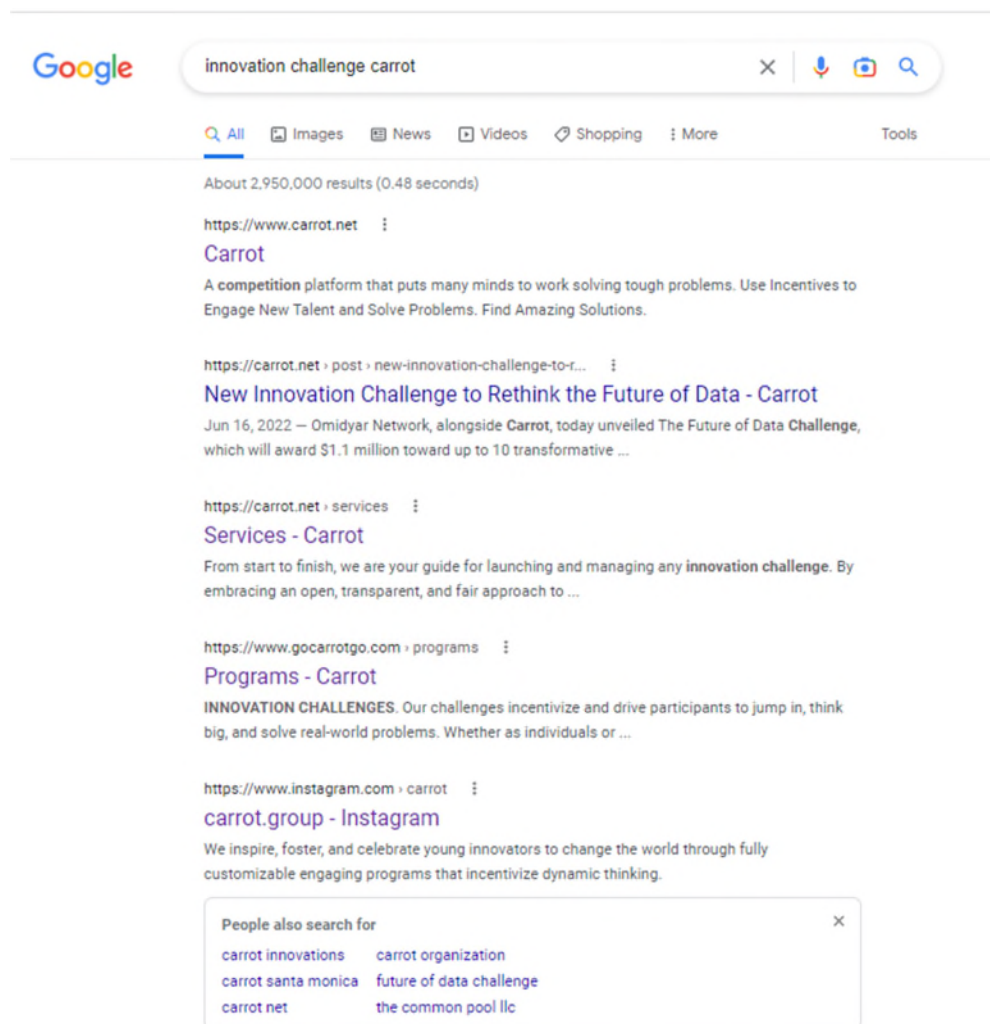 Google
innovation challenge carrot
All Images News Videos Shopping More Tools
About 2,950,000 results (0.48 seconds)
https://www.carrot.net
Carrot
A competition platform that puts many minds to work solving tough problems. Use Incentives to
Engage New Talent and Solve Problems. Find Amazing Solutions.
https://carrot.net › post › new-innovation-challenge-to-r...
New Innovation Challenge to Rethink the Future of Data - Carrot
Jun 16, 2022 — Omidyar Network, alongside Carrot, today unveiled The Future of Data Challenge,
which will award $1.1 million toward up to 10 transformative ...
https://carrot.net › services
Services - Carrot
From start to finish, we are your guide for launching and managing any innovation challenge. By
embracing an open, transparent, and fair approach to ...
https://www.gocarrotgo.com › programs
Programs - Carrot
INNOVATION CHALLENGES. Our challenges incentivize and drive participants to jump in, think
big, and solve real-world problems. Whether as individuals or ...
https://www.instagram.com › carrot
carrot.group - Instagram
We inspire, foster, and celebrate young innovators to change the world through fully
customizable engaging programs that incentivize dynamic thinking.
People also search for
carrot innovations carrot organization
carrot santa monica future of data challenge
carrot net the common pool llc